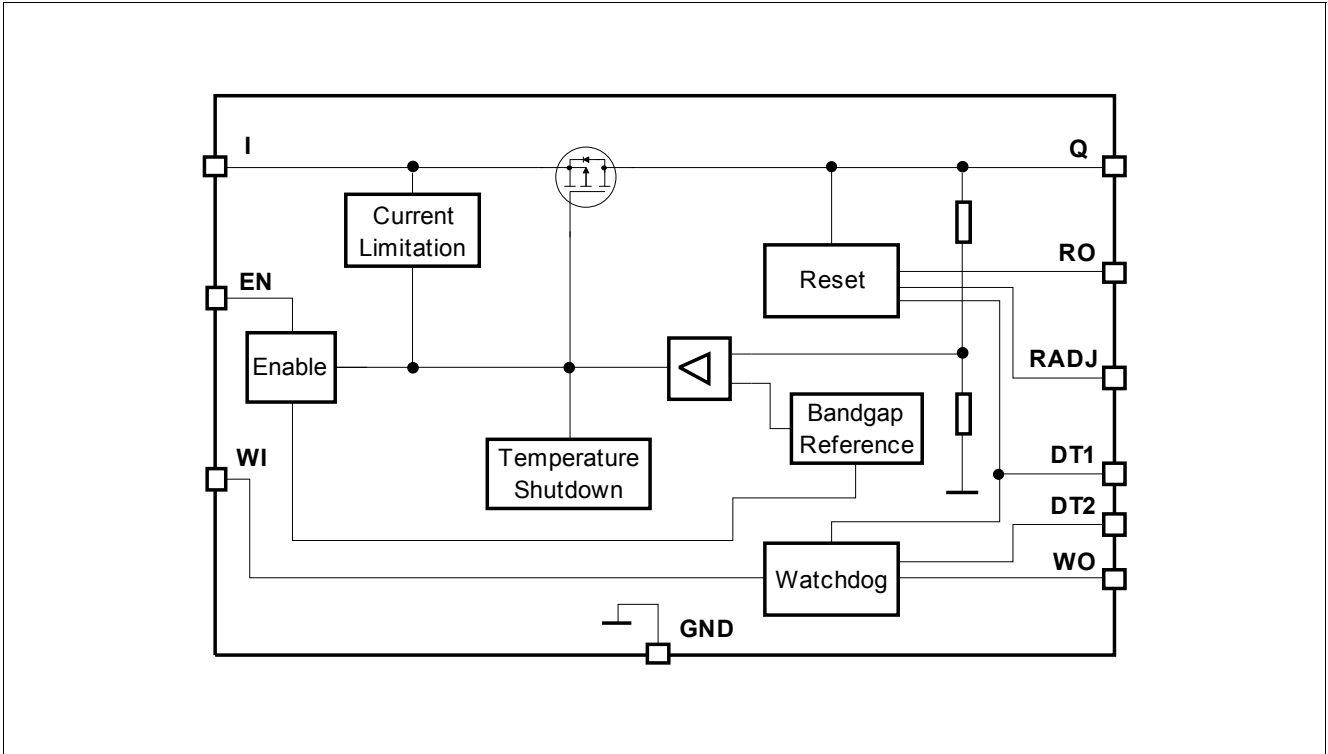 I
Q
Current
Limitation
RO
Reset
EN
Enable
RADJ
Bandgap
Reference
WI
Temperature
Shutdown
DT1
DT2
WO
Watchdog
GND